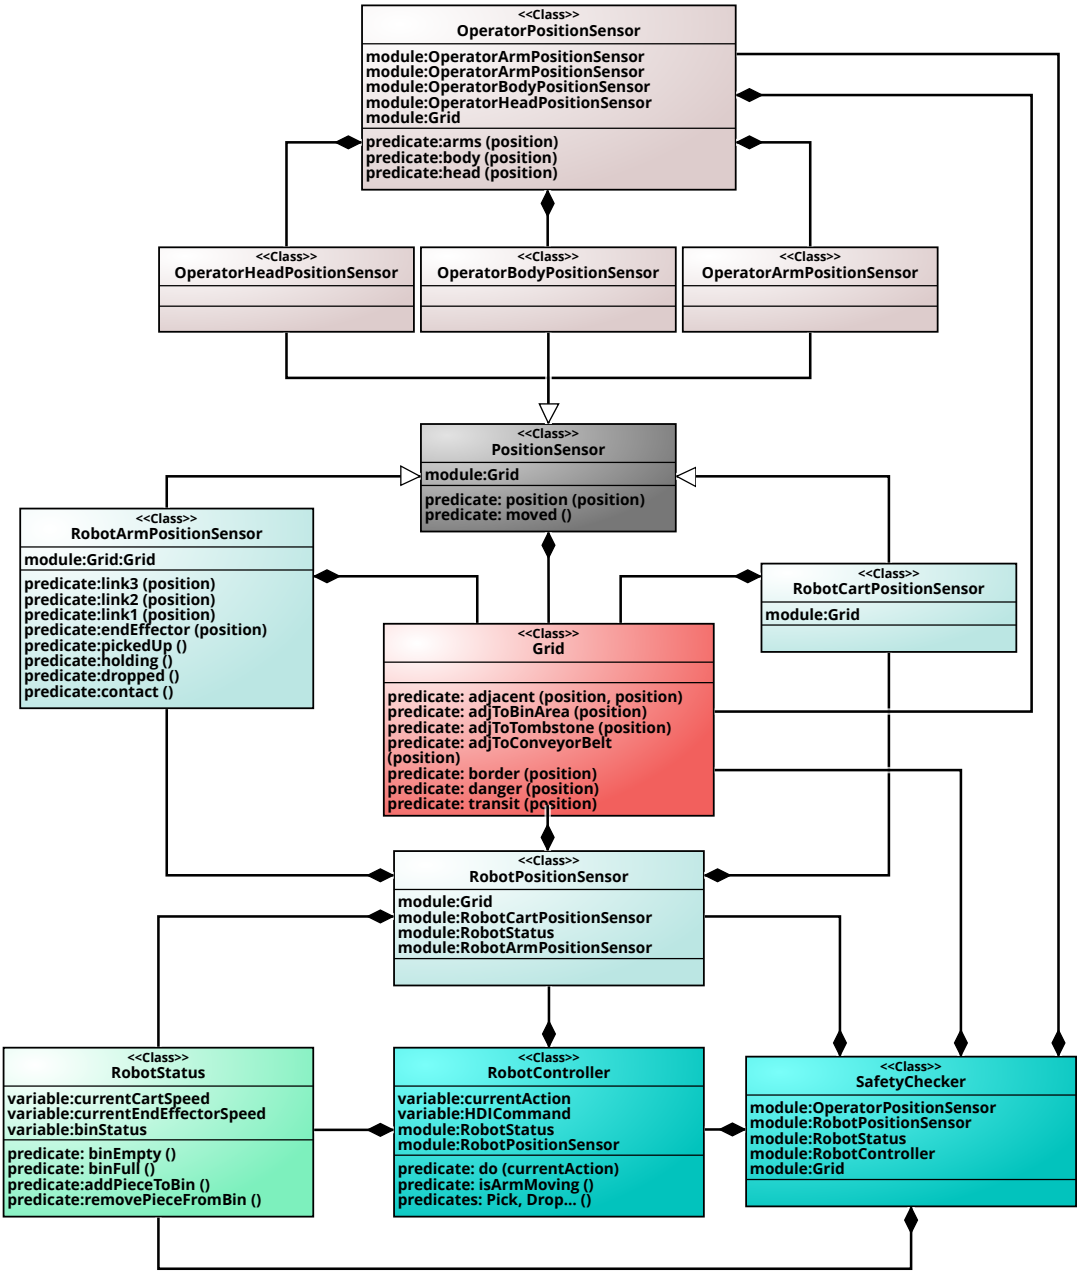 <<Class>>
OperatorPositionSensor
module:OperatorArmPositionSensor
module:OperatorArmPositionSensor
module:OperatorBodyPositionSensor
module:OperatorHeadPositionSensor
module:Grid
predicate:arms (position)
predicate:body (position)
predicate:head (position)
<<Class>>
OperatorHeadPositionSensor
<<Class>>
OperatorBodyPositionSensor
<<Class>>
OperatorArmPositionSensor
<<Class>>
PositionSensor
module:Grid
predicate: position (position)
predicate: moved ()
<<Class>>
RobotArmPositionSensor
module:Grid:Grid
predicate:link3 (position)
predicate:link2 (position)
predicate:link1 (position)
predicate:endEffector (position)
predicate:pickedUp ()
predicate:holding ()
predicate:dropped ()
predicate:contact ()
<<Class>>
RobotCartPositionSensor
module:Grid
<<Class>>
Grid
predicate: adjacent (position, position)
predicate: adjToBinArea (position)
predicate: adjToTombstone (position)
predicate: adjToConveyorBelt
(position)
predicate: border (position)
predicate: danger (position)
predicate: transit (position)
<<Class>>
RobotPositionSensor
module:Grid
module:RobotCartPositionSensor
module:RobotStatus
module:RobotArmPositionSensor
<<Class>>
RobotStatus
variable:currentCartSpeed
variable:currentEndEffectorSpeed
variable:binStatus
predicate: binEmpty ()
predicate: binFull ()
predicate:addPieceToBin ()
predicate:removePieceFromBin ()
<<Class>>
RobotController
variable:currentAction
variable:HDICommand
module:RobotStatus
module:RobotPositionSensor
predicate: do (currentAction)
predicate: isArmMoving ()
predicates: Pick, Drop... ()
<<Class>>
SafetyChecker
module:OperatorPositionSensor
module:RobotPositionSensor
module:RobotStatus
module:RobotController
module:Grid